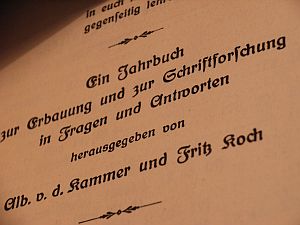 in euch
gegenseitig
Ein Jahrbuch
zur Erbauung und zur Schriftforschung
in Fragen und Antworten
herausgegeben von
Alb. v. d. Kammer und Fritz Koch